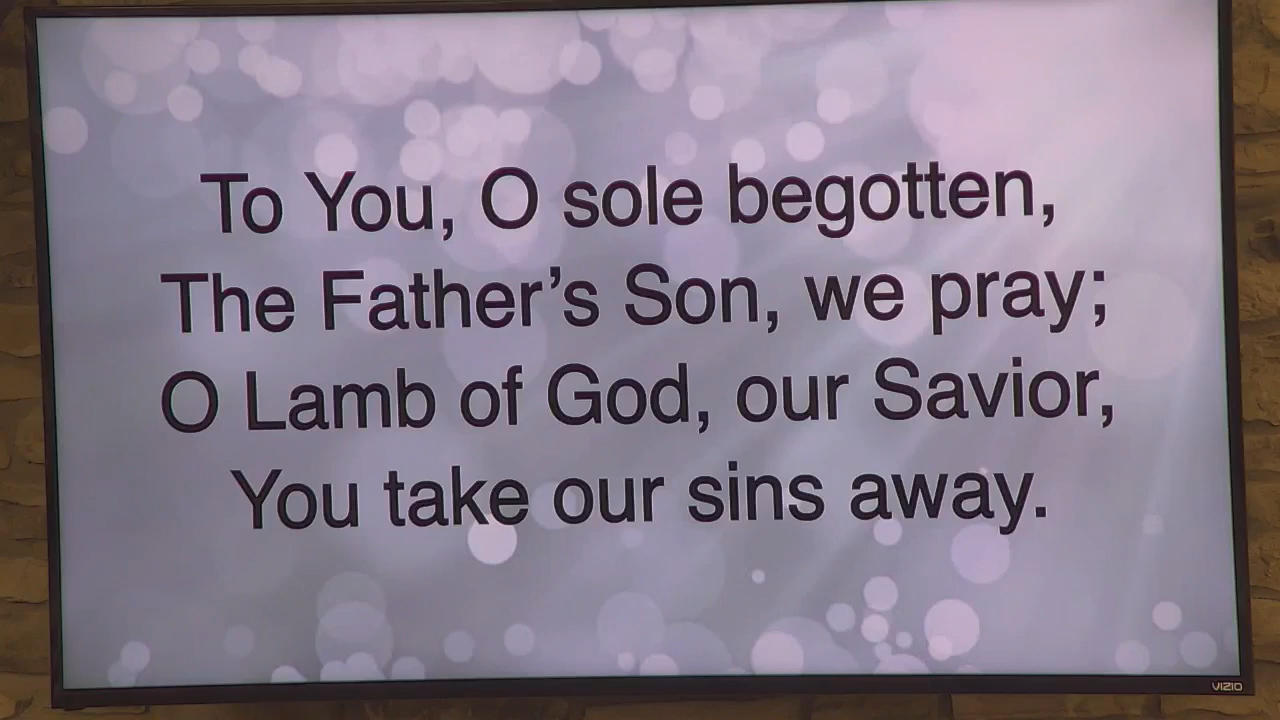 To You, O sole begotten,
The Father’s Son, we pray;
O Lamb of God, our Savior,
You take our sins away.
VIZIO